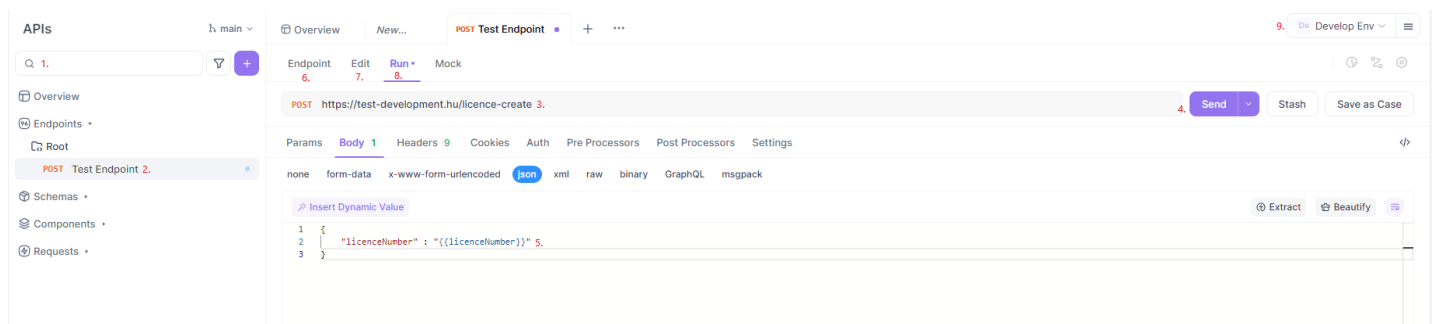 APIs
main
Overview
New...
POST Test Endpoint
9. De Develop Env
1.
Endpoint
Edit
Run
Mock
6.
7.
8.
Overview
Endpoints
Root
POST Test Endpoint 2.
Schemas
Components
Requests
POST https://test-development.hu/licence-create 3.
4. Send
Stash
Save as Case
Params
Body 1
Headers 9
Cookies
Auth
Pre Processors
Post Processors
Settings
</>
none
form-data
x-www-form-urlencoded
json
xml
raw
binary
GraphQL
msgpack
Insert Dynamic Value
Extract
Beautify
1 {
2 "licenceNumber" : "{{licenceNumber}}" 5.
3 }